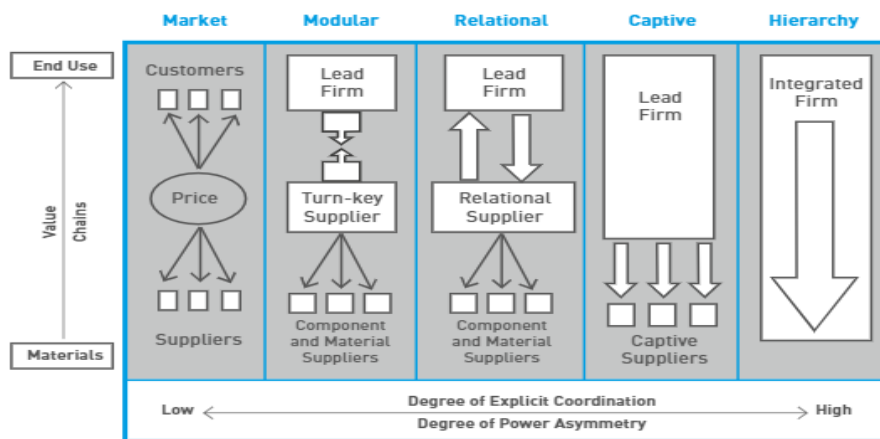 Market
Modular
Relational
Captive
Hierarchy
End Use
Value
Chains
Materials
Customers
Price
Suppliers
Lead
Firm
Turn-key
Supplier
Component
and Material
Suppliers
Lead
Firm
Relational
Supplier
Component
and Material
Suppliers
Lead
Firm
Captive
Suppliers
Integrated
Firm
Degree of Explicit Coordination
Low
High
Degree of Power Asymmetry